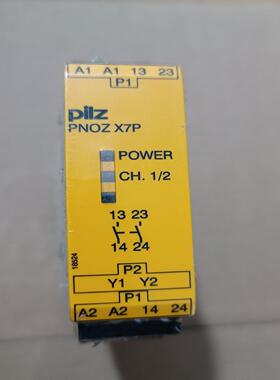 A1 A1 13 23
P1
pilz
PNOZ X7P
POWER
CH. 1/2
13 23
14 24
18524
P2
Y1 Y2
P1
A2 A2 14 24